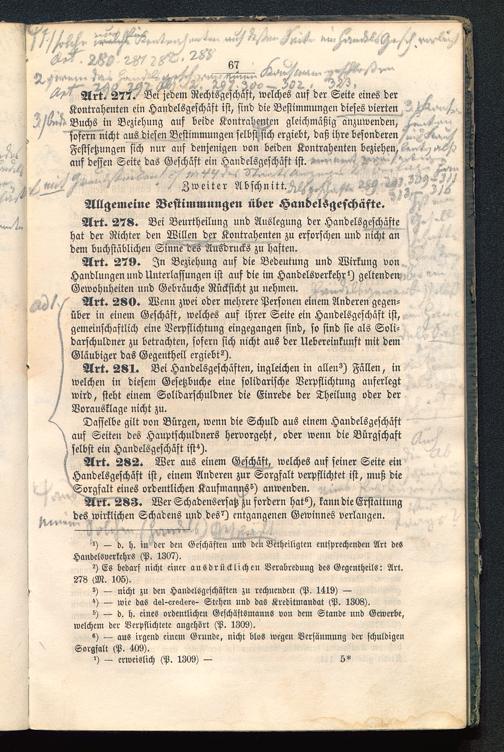 Art. 280. 281 282. 288
67
Art. 277. Bei jedem Rechtsgeschäft, welches auf der Seite eines der
Kontrahenten ein Handelsgeschäft ist, sind die Bestimmungen dieses vierten
Buchs in Beziehung auf beide Kontrahenten gleichmäßig anzuwenden,
sofern nicht aus diesen Bestimmungen selbst sich ergiebt, daß ihre besonderen
Festsetzungen sich nur auf denjenigen von beiden Kontrahenten beziehen,
auf dessen Seite das Geschäft ein Handelsgeschäft ist.
Zweiter Abschnitt.
Allgemeine Bestimmungen über Handelsgeschäfte.
Art. 278. Bei Beurtheilung und Auslegung der Handelsgeschäfte
hat der Richter den Willen der Kontrahenten zu erforschen und nicht an
dem buchstäblichen Sinne des Ausdrucks zu haften.
Art. 279. In Beziehung auf die Bedeutung und Wirkung von
Handlungen und Unterlassungen ist auf die im Handelsverkehr¹) geltenden
Gewohnheiten und Gebräuche Rücksicht zu nehmen.
ad 1.
Art. 280. Wenn zwei oder mehrere Personen einem Anderen gegen-
über in einem Geschäft, welches auf ihrer Seite ein Handelsgeschäft ist,
gemeinschaftlich eine Verpflichtung eingegangen sind, so sind sie als Soli-
darschuldner zu betrachten, sofern sich nicht aus der Uebereinkunft mit dem
Gläubiger das Gegentheil ergiebt²).
Art. 281. Bei Handelsgeschäften, ingleichen in allen³) Fällen, in
welchen in diesem Gesetzbuche eine solidarische Verpflichtung auferlegt
wird, steht einem Solidarschuldner die Einrede der Theilung oder der
Vorausklage nicht zu.
Dasselbe gilt von Bürgen, wenn die Schuld aus einem Handelsgeschäft
auf Seiten des Hauptschuldners hervorgeht, oder wenn die Bürgschaft
selbst ein Handelsgeschäft ist⁴).
Art. 282. Wer aus einem Geschäft, welches auf seiner Seite ein
Handelsgeschäft ist, einem Anderen zur Sorgfalt verpflichtet ist, muß die
Sorgfalt eines ordentlichen Kaufmanns⁵) anwenden.
Art. 283. Wer Schadensersatz zu fordern hat⁶), kann die Erstattung
des wirklichen Schadens und des⁷) entgangenen Gewinnes verlangen.
¹) — d. h. in der den Geschäften und den Betheiligten entsprechenden Art des
Handelsverkehrs (P. 1307).
²) Es bedarf nicht einer ausdrücklichen Verabredung des Gegentheils: Art.
278 (M. 105).
³) — nicht zu den Handelsgeschäften zu rechnenden (P. 1419) —
⁴) — wie das del-credere- Stehen und das Kreditmandat (P. 1308).
⁵) — d. h. eines ordentlichen Geschäftsmanns von dem Stande und Gewerbe,
welchem der Verpflichtete angehört (P. 1309).
⁶) — aus irgend einem Grunde, nicht blos wegen Versäumung der schuldigen
Sorgfalt (P. 409).
⁷) — erweislich (P. 1309) —
5*